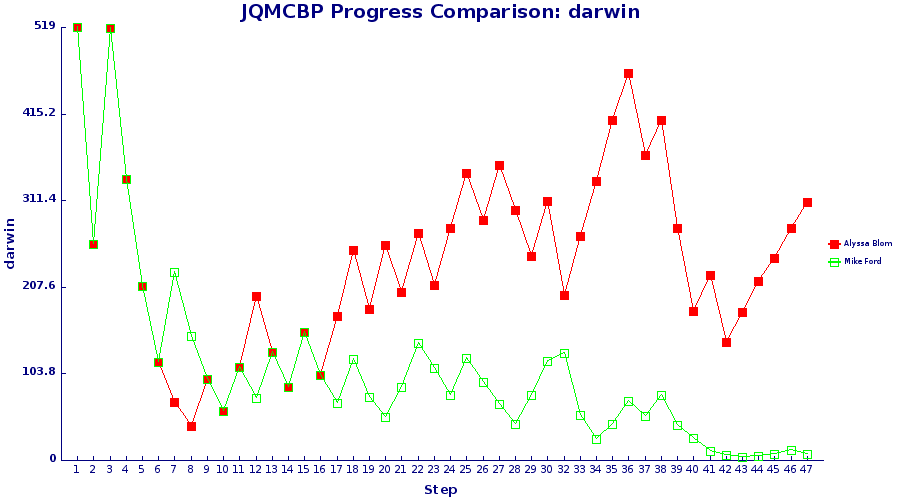 JQMCBP Progress Comparison: darwin
519
415.2
311.4
207.6
103.8
0
darwin
1 2 3 4 5 6 7 8 9 10 11 12 13 14 15 16 17 18 19 20 21 22 23 24 25 26 27 28 29 30 32 33 34 35 36 37 38 39 40 41 42 43 44 45 46 47
Step
Alyssa Blom
Mike Ford